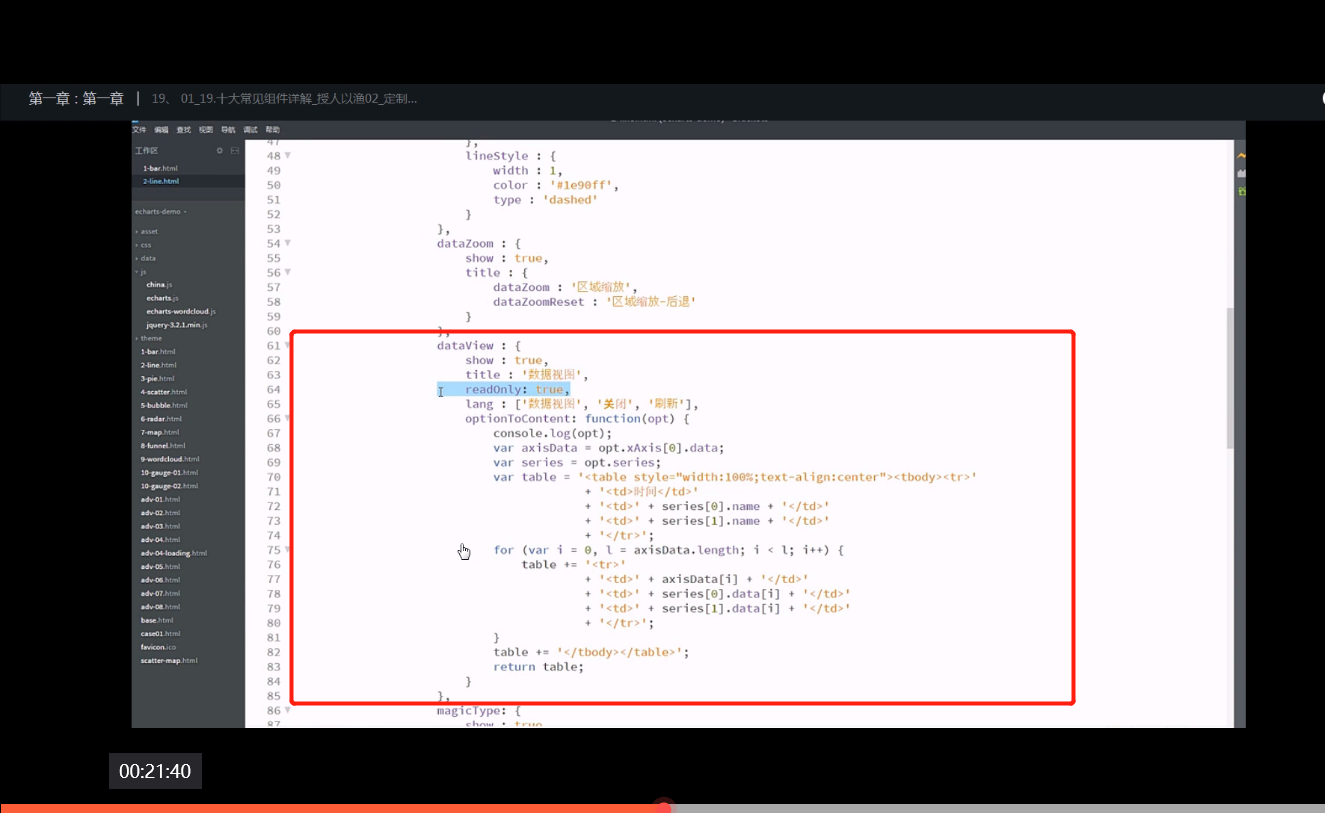 第一章：第一章 | 19、 01_19.十大常见组件详解_授人以渔02_定制...
文件 编辑 查找 视图 导航 调试 帮助
工作区
1-bar.html
2-line.html
echarts-demo
asset
css
data
js
china.js
echarts.js
echarts-wordcloud.js
jquery-3.2.1.min.js
theme
1-bar.html
2-line.html
3-pie.html
4-scatter.html
5-bubble.html
6-radar.html
7-map.html
8-funnel.html
9-wordcloud.html
10-gauge-01.html
10-gauge-02.html
adv-01.html
adv-02.html
adv-03.html
adv-04.html
adv-04-loading.html
adv-05.html
adv-06.html
adv-07.html
adv-08.html
base.html
case01.html
favicon.ico
scatter-map.html
47 },
48 lineStyle : {
49 width : 1,
50 color : '#1e90ff',
51 type : 'dashed'
52 }
53 },
54 dataZoom : {
55 show : true,
56 title : {
57 dataZoom : '区域缩放',
58 dataZoomReset : '区域缩放-后退'
59 }
60 },
61 dataView : {
62 show : true,
63 title : '数据视图',
64 readOnly: true,
65 lang : ['数据视图', '关闭', '刷新'],
66 optionToContent: function(opt) {
67 console.log(opt);
68 var axisData = opt.xAxis[0].data;
69 var series = opt.series;
70 var table = '<table style="width:100%;text-align:center"><tbody><tr>'
71 + '<td>时间</td>'
72 + '<td>' + series[0].name + '</td>'
73 + '<td>' + series[1].name + '</td>'
74 + '</tr>';
75 for (var i = 0, l = axisData.length; i < l; i++) {
76 table += '<tr>'
77 + '<td>' + axisData[i] + '</td>'
78 + '<td>' + series[0].data[i] + '</td>'
79 + '<td>' + series[1].data[i] + '</td>'
80 + '</tr>';
81 }
82 table += '</tbody></table>';
83 return table;
84 }
85 },
86 magicType: {
87 show : true
00:21:40